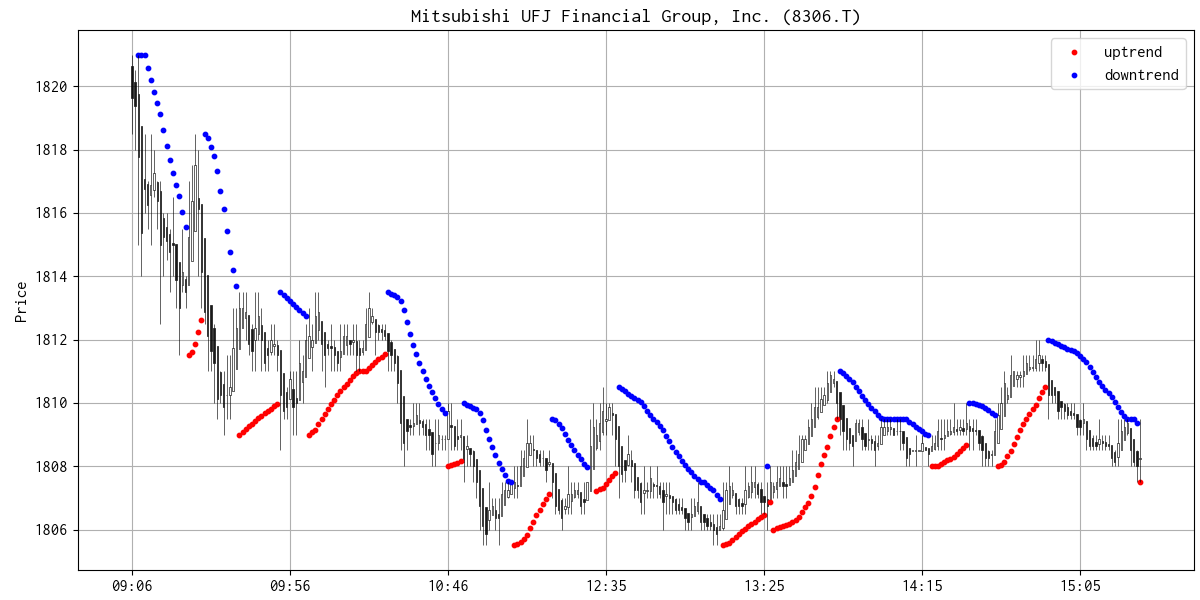 Mitsubishi UFJ Financial Group, Inc. (8306.T)
uptrend
downtrend
Price
1820
1818
1816
1814
1812
1810
1808
1806
09:06 09:56 10:46 12:35 13:25 14:15 15:05